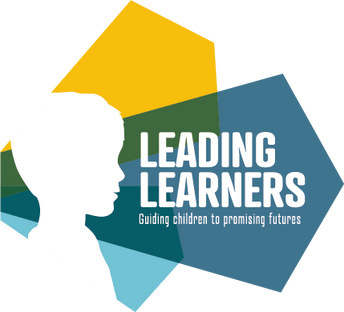 LEADING
LEARNERS
Guiding children to promising futures